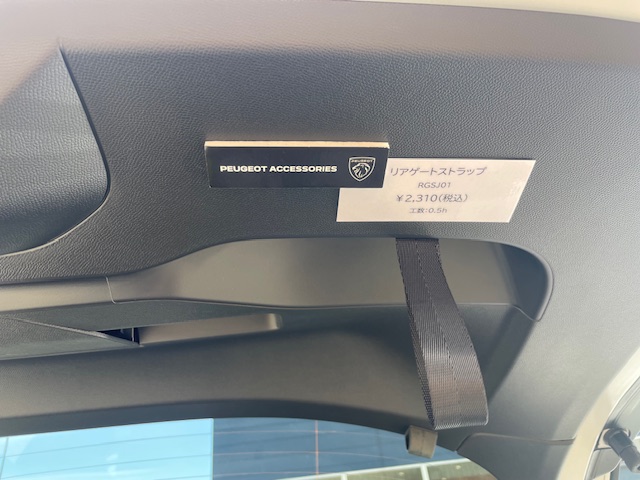 PEUGEOT ACCESSORIES
PEUGEOT
リアゲートストラップ
RGSJ01
￥2,310(税込)
工数:0.5h